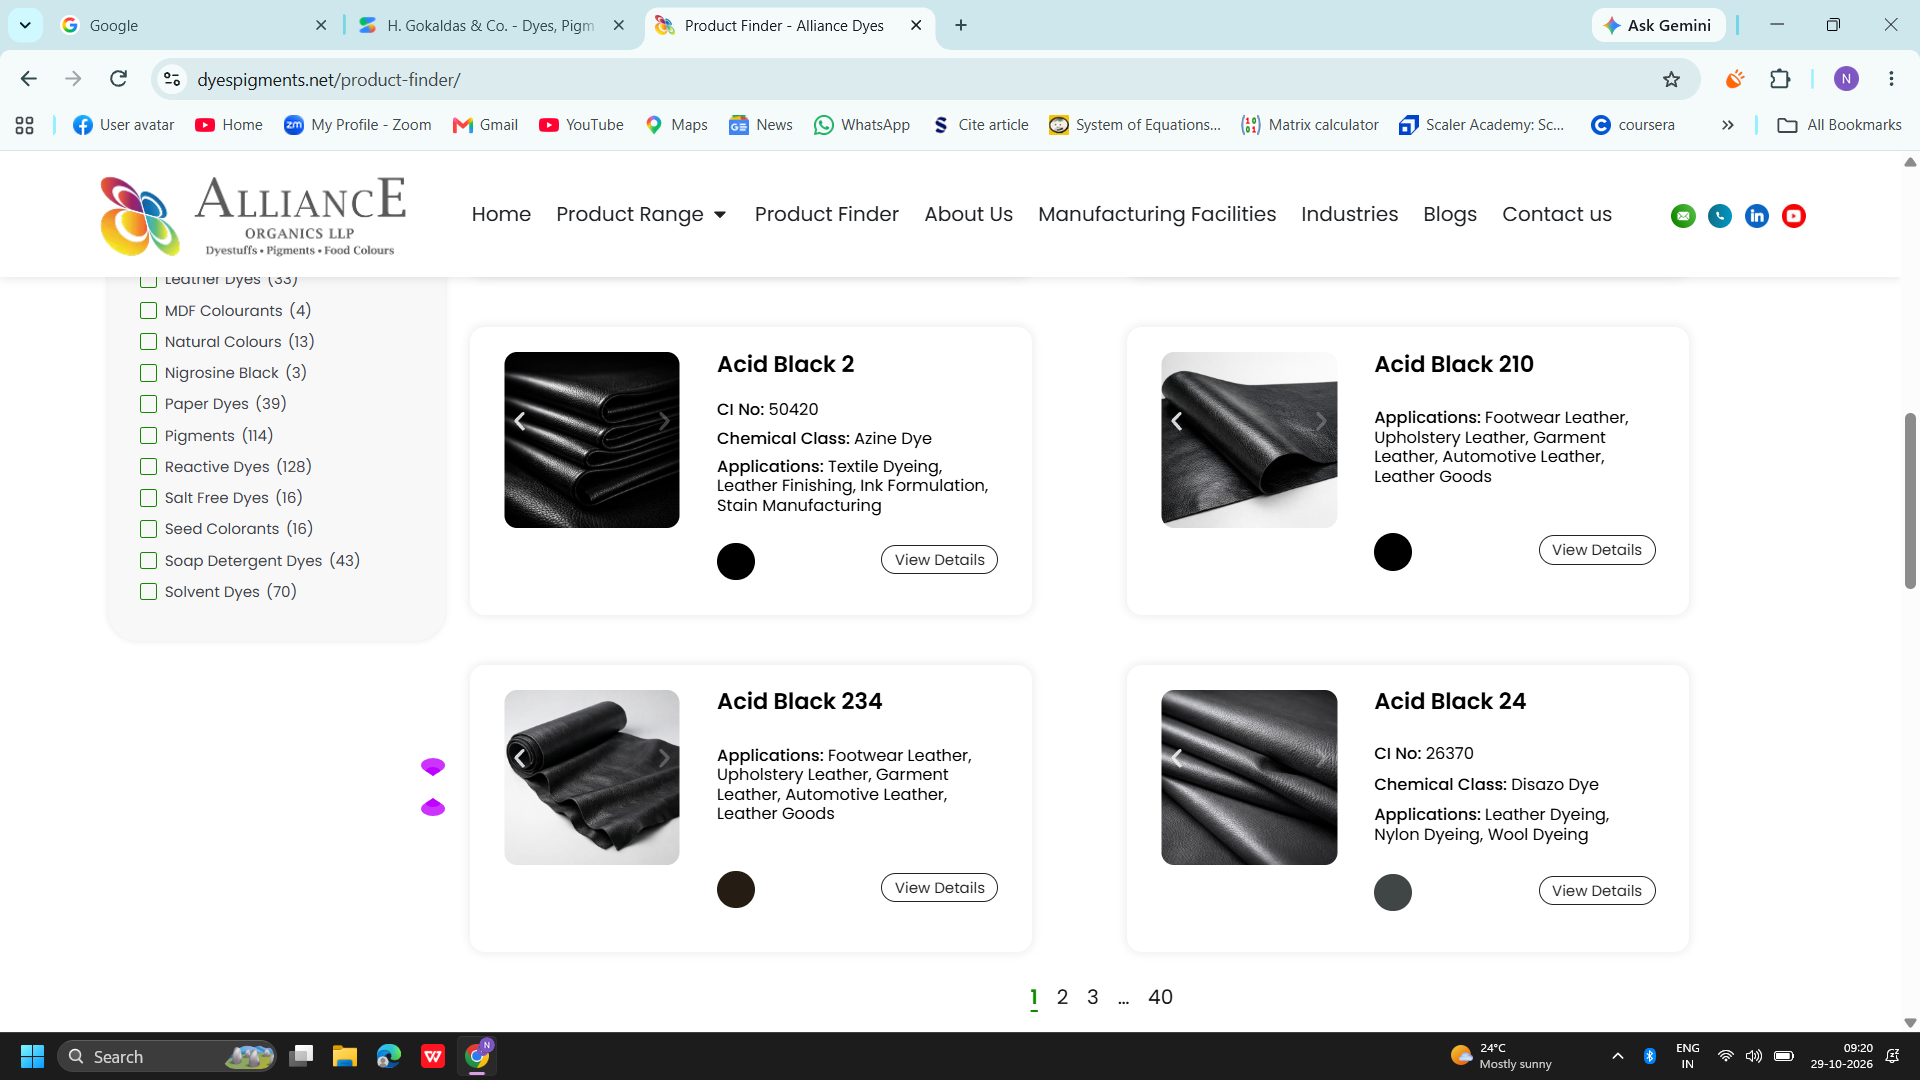 Google
H. Gokaldas & Co. - Dyes, Pigm
Product Finder - Alliance Dyes
Ask Gemini
dyespigments.net/product-finder/
N
User avatar
Home
My Profile - Zoom
Gmail
YouTube
Maps
News
WhatsApp
Cite article
System of Equations...
Matrix calculator
Scaler Academy: Sc...
coursera
All Bookmarks
ALLIANCE
ORGANICS LLP
Dyestuffs • Pigments • Food Colours
Home
Product Range
Product Finder
About Us
Manufacturing Facilities
Industries
Blogs
Contact us
Leather Dyes (33)
MDF Colourants (4)
Natural Colours (13)
Nigrosine Black (3)
Paper Dyes (39)
Pigments (114)
Reactive Dyes (128)
Salt Free Dyes (16)
Seed Colorants (16)
Soap Detergent Dyes (43)
Solvent Dyes (70)
Acid Black 2
CI No: 50420
Chemical Class: Azine Dye
Applications: Textile Dyeing,
Leather Finishing, Ink Formulation,
Stain Manufacturing
View Details
Acid Black 210
Applications: Footwear Leather,
Upholstery Leather, Garment
Leather, Automotive Leather,
Leather Goods
View Details
Acid Black 234
Applications: Footwear Leather,
Upholstery Leather, Garment
Leather, Automotive Leather,
Leather Goods
View Details
Acid Black 24
CI No: 26370
Chemical Class: Disazo Dye
Applications: Leather Dyeing,
Nylon Dyeing, Wool Dyeing
View Details
1 2 3 ... 40
Search
24°C
Mostly sunny
ENG
IN
09:20
29-10-2026